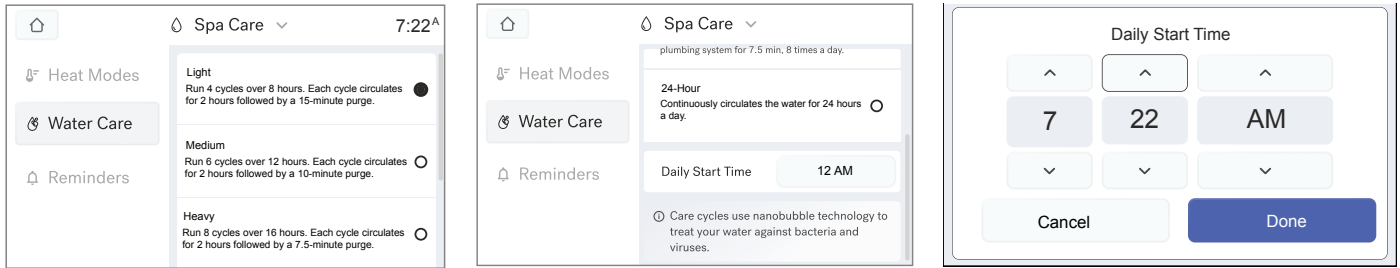 Spa Care
7:22A
Heat Modes
Water Care
Reminders
Light
Run 4 cycles over 8 hours. Each cycle circulates
for 2 hours followed by a 15-minute purge.
Medium
Run 6 cycles over 12 hours. Each cycle circulates
for 2 hours followed by a 10-minute purge.
Heavy
Run 8 cycles over 16 hours. Each cycle circulates
for 2 hours followed by a 7.5-minute purge.
Spa Care
Heat Modes
Water Care
Reminders
plumbing system for 7.5 min, 8 times a day.
24-Hour
Continuously circulates the water for 24 hours
a day.
Daily Start Time 12 AM
Care cycles use nanobubble technology to
treat your water against bacteria and
viruses.
Daily Start Time
7 22 AM
Cancel Done